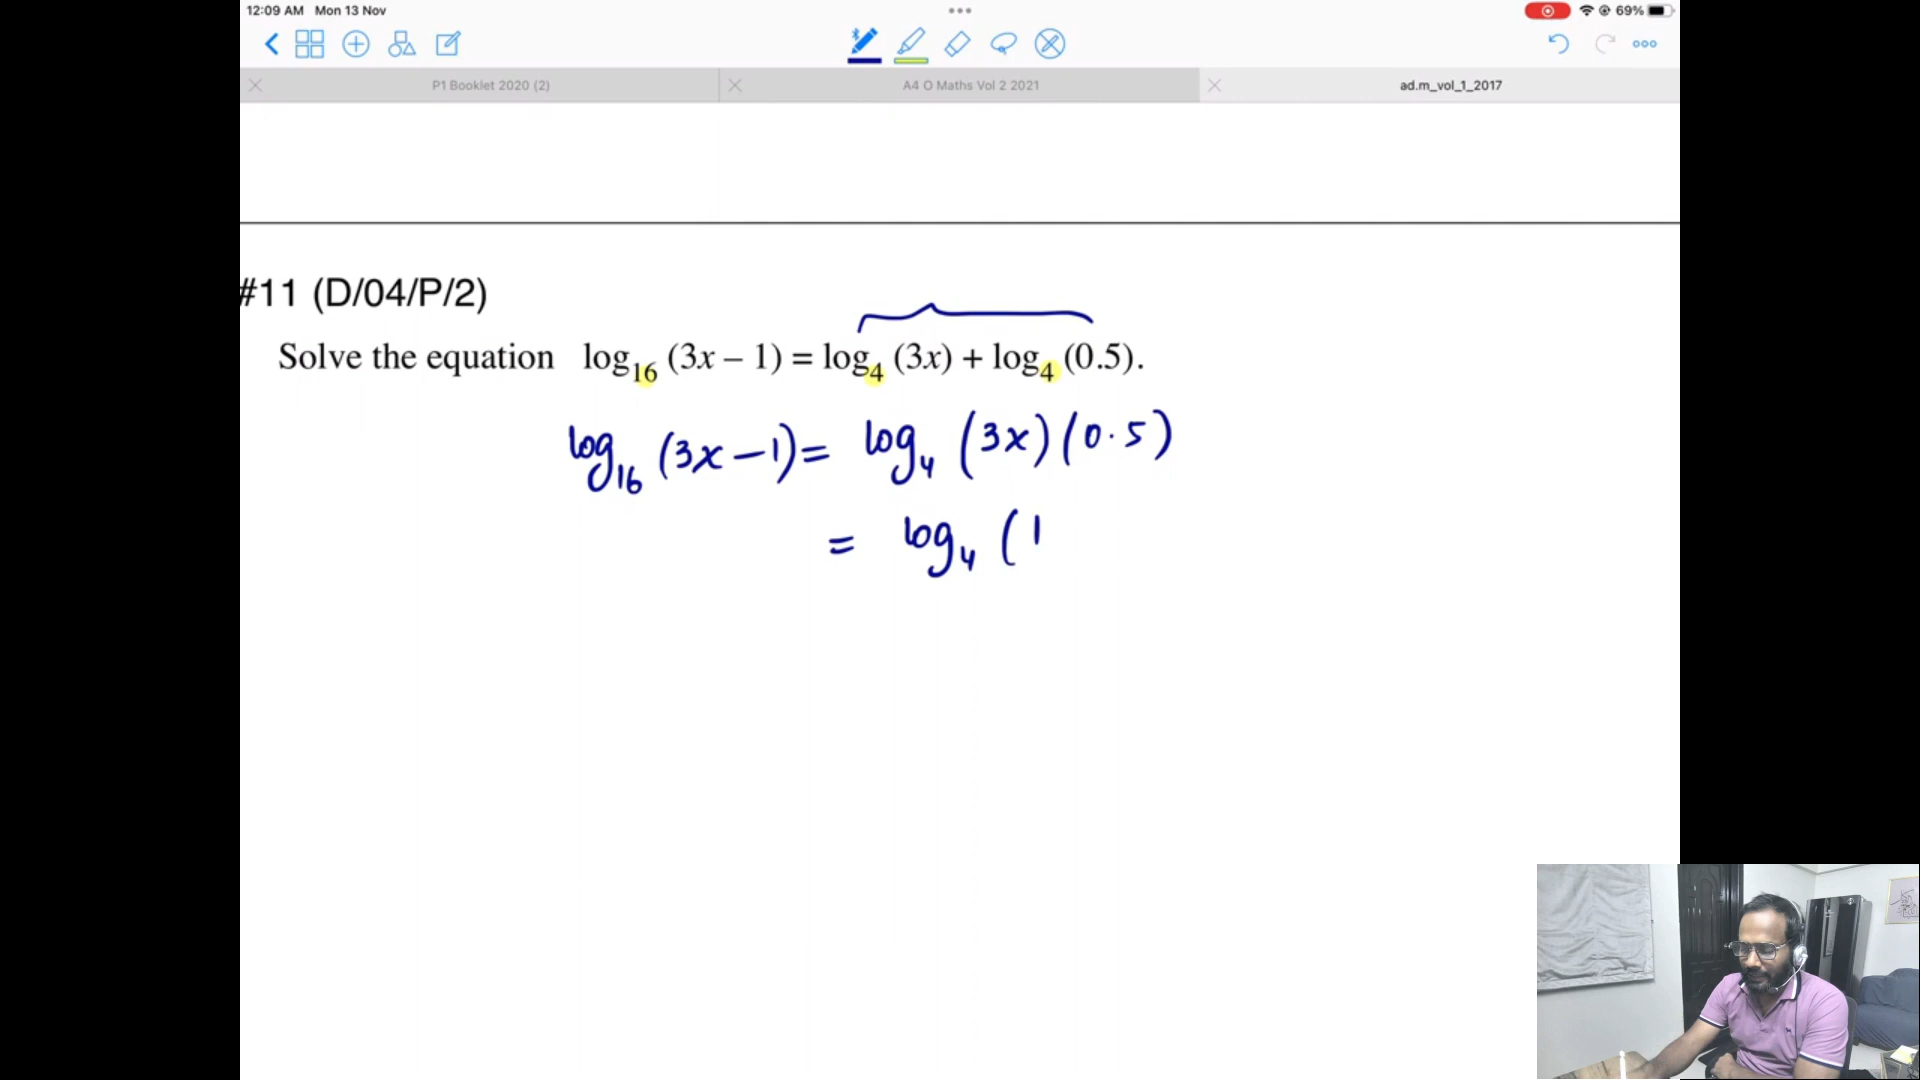 12:09 AM Mon 13 Nov 69%
P1 Booklet 2020 (2) A4 O Maths Vol 2 2021 ad.m_vol_1_2017
#11 (D/04/P/2)
Solve the equation log₁₆ (3x – 1) = log₄ (3x) + log₄ (0.5).
log₁₆ (3x – 1) = log₄ (3x)(0.5)
= log₄ (1